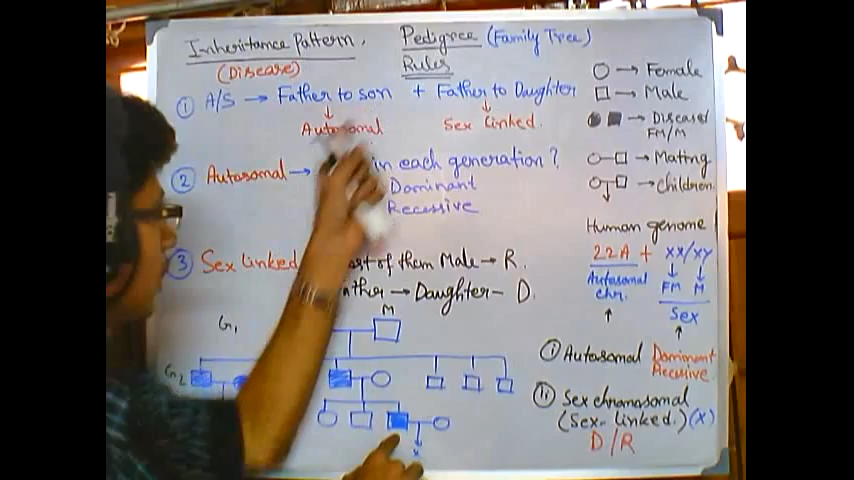 Inheritance Pattern.
(Disease)
Pedigree (Family Tree)
Rules
① A/S → Father to son + Father to Daughter
Autosomal
Sex linked.
② Autosomal → in each generation?
Dominant
Recessive
③ Sex linked of them Male → R.
→ Daughter - D.
G1
M
G2
→ Female
→ Male
→ Disease/
FM/M
→ Mating
→ children
Human genome
22A + xx/xy
Autosomal
chr.
FM M
Sex
ⓘ Autosomal Dominant
Recessive
ⓘⓘ Sex chromosomal
(Sex-linked.) (X)
D/R